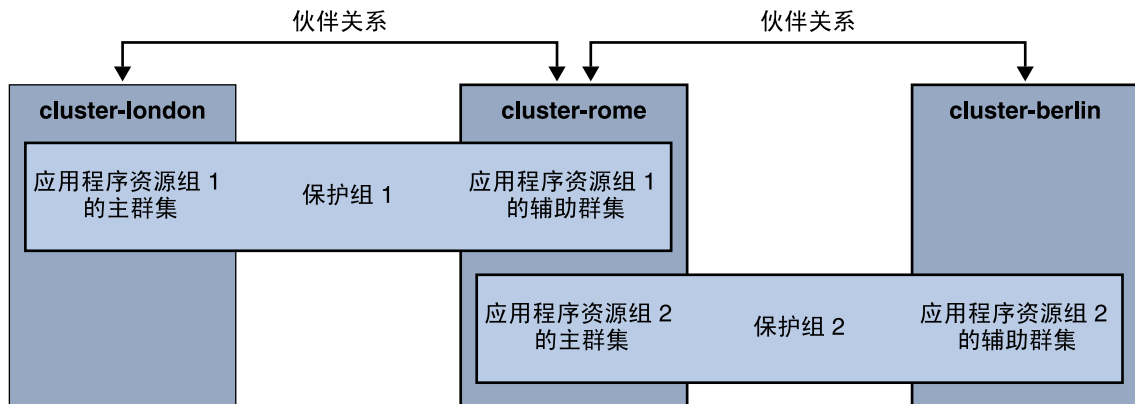 伙伴关系
伙伴关系
cluster-london
cluster-rome
cluster-berlin
应用程序资源组 1
的主群集
保护组 1
应用程序资源组 1
的辅助群集
应用程序资源组 2
的主群集
保护组 2
应用程序资源组 2
的辅助群集